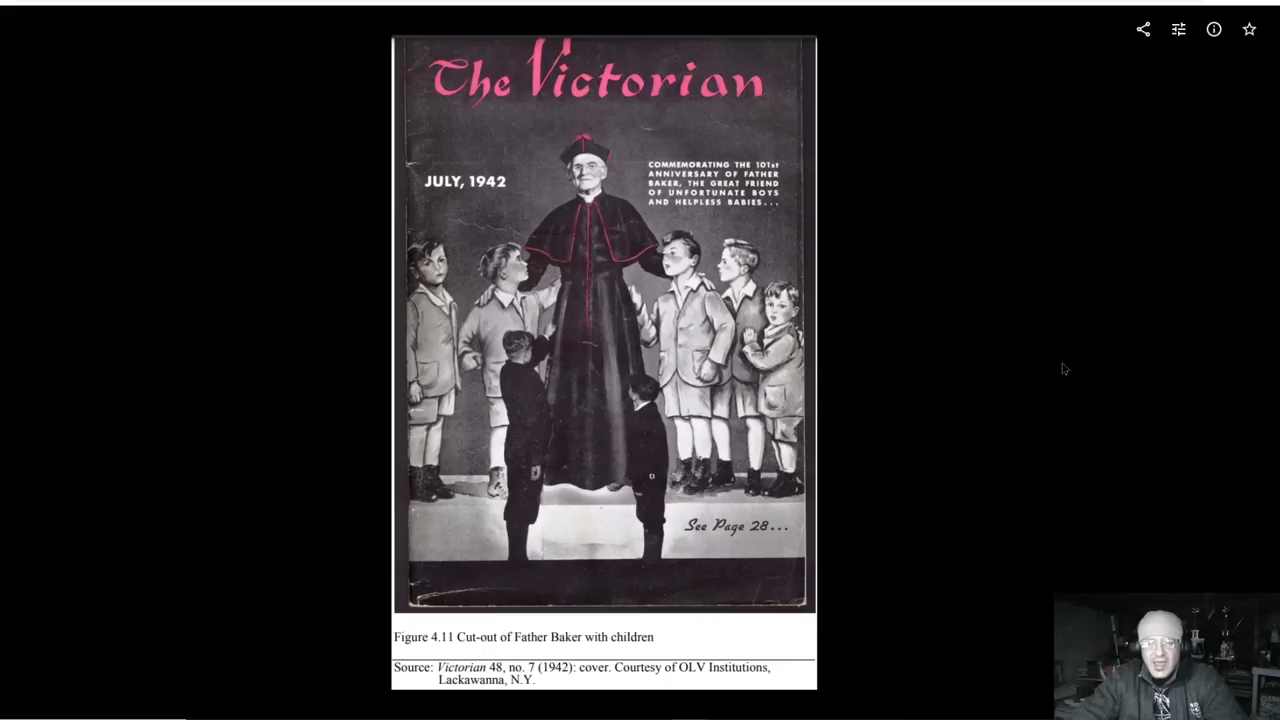 The Victorian
JULY, 1942
COMMEMORATING THE 101st
ANNIVERSARY OF FATHER
BAKER, THE GREAT FRIEND
OF UNFORTUNATE BOYS
AND HELPLESS BABIES...
See Page 28...
Figure 4.11 Cut-out of Father Baker with children
Source: Victorian 48, no. 7 (1942): cover. Courtesy of OLV Institutions,
Lackawanna, N.Y.